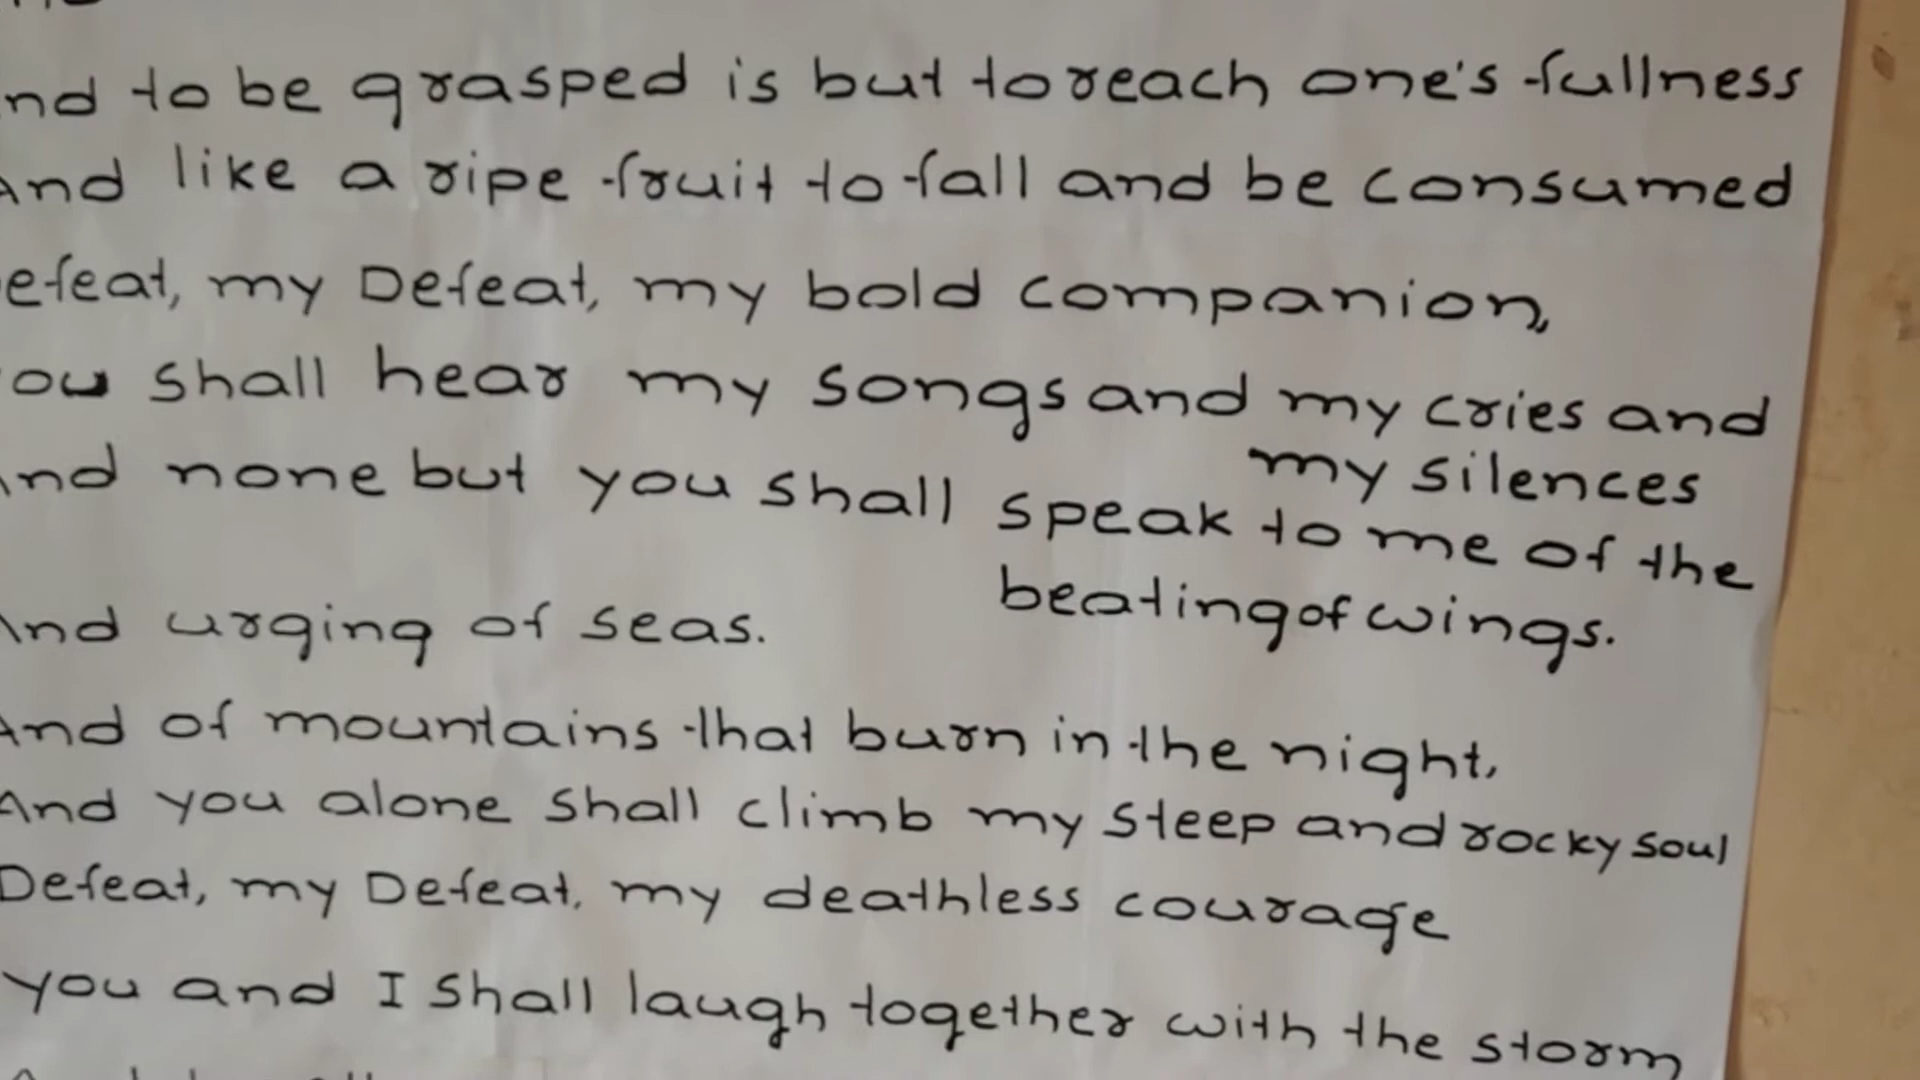 nd to be grasped is but to reach one's fullness
And like a ripe fruit to fall and be consumed
efeat, my Defeat, my bold companion,
ou shall hear my songs and my cries and
my silences
And none but you shall speak to me of the
beating of wings.
And urging of seas.
And of mountains that burn in the night,
And you alone shall climb my steep and rocky soul
Defeat, my Defeat, my deathless courage
you and I shall laugh together with the storm